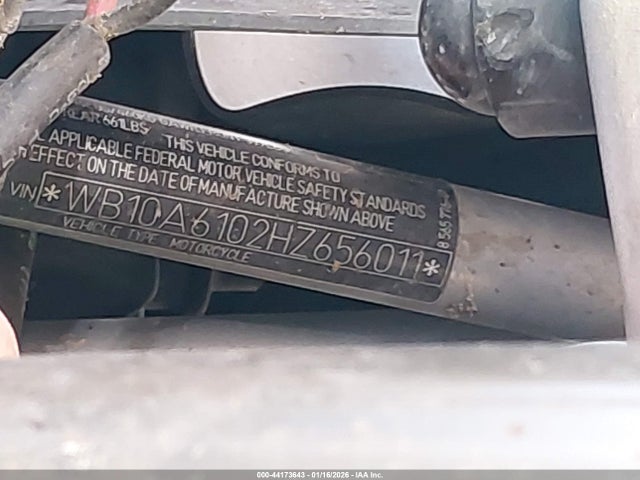 REAR 661LBS THIS VEHICLE CONFORMS TO
APPLICABLE FEDERAL MOTOR VEHICLE SAFETY STANDARDS
EFFECT ON THE DATE OF MANUFACTURE SHOWN ABOVE
VIN *WB10A6102HZ656011*
VEHICLE TYPE MOTORCYCLE
000-44173643 - 01/16/2026 - IAA Inc.